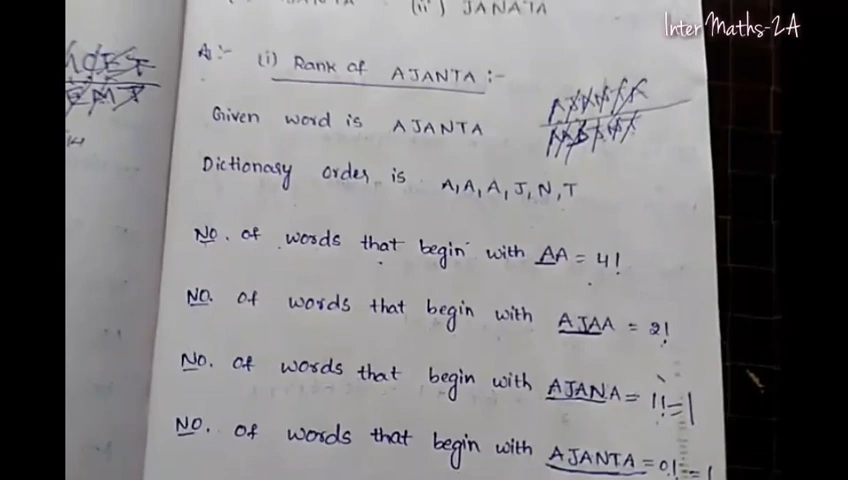 (ii) JANATA
Inter Maths-2A
A:- (i) Rank of AJANTA :-
Given word is AJANTA
Dictionary order is A, A, A, J, N, T
No. of words that begin with AA = 4!
No. of words that begin with AJAA = 2!
No. of words that begin with AJANA = 1! = 1
No. of words that begin with AJANTA = 0! = 1